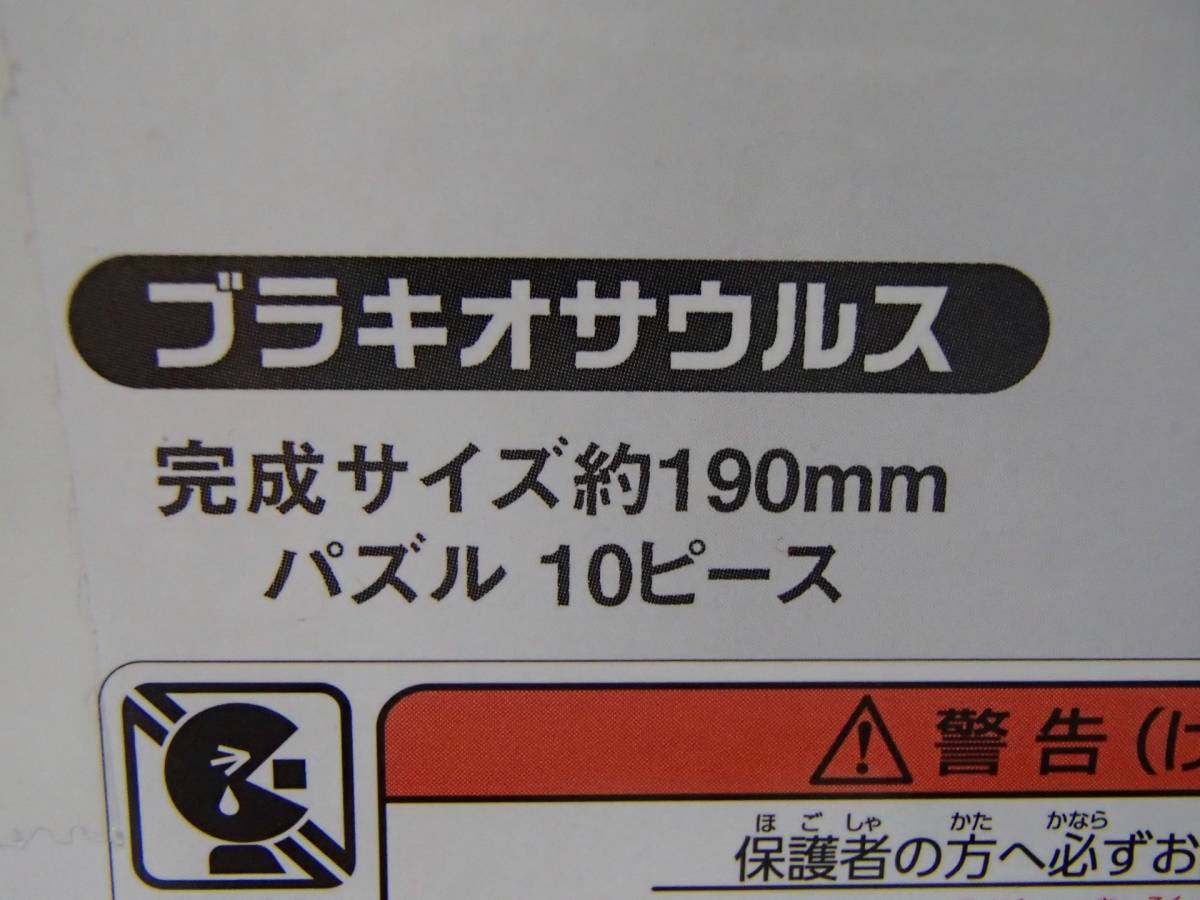 ブラキオサウルス
完成サイズ約190mm
パズル 10ピース
警告(け
ほ ご しゃ かた かなら
保護者の方へ必ずお